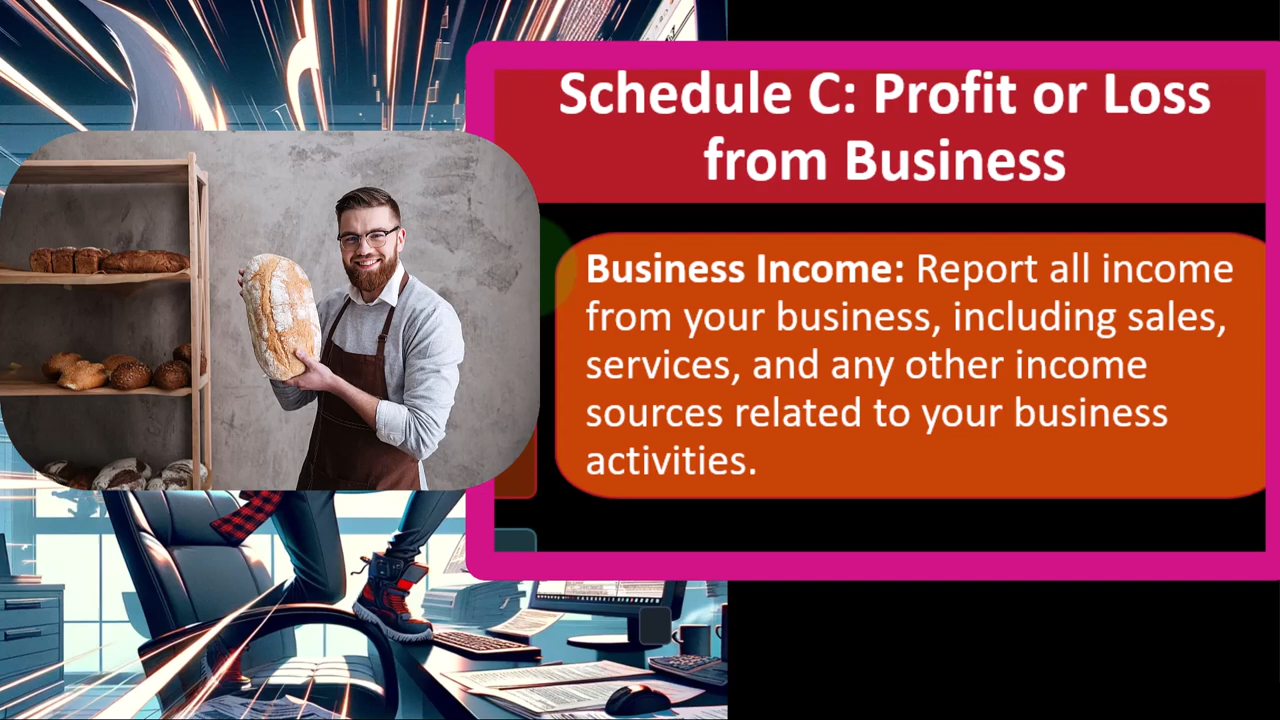 Schedule C: Profit or Loss
from Business
Business Income: Report all income
from your business, including sales,
services, and any other income
sources related to your business
activities.